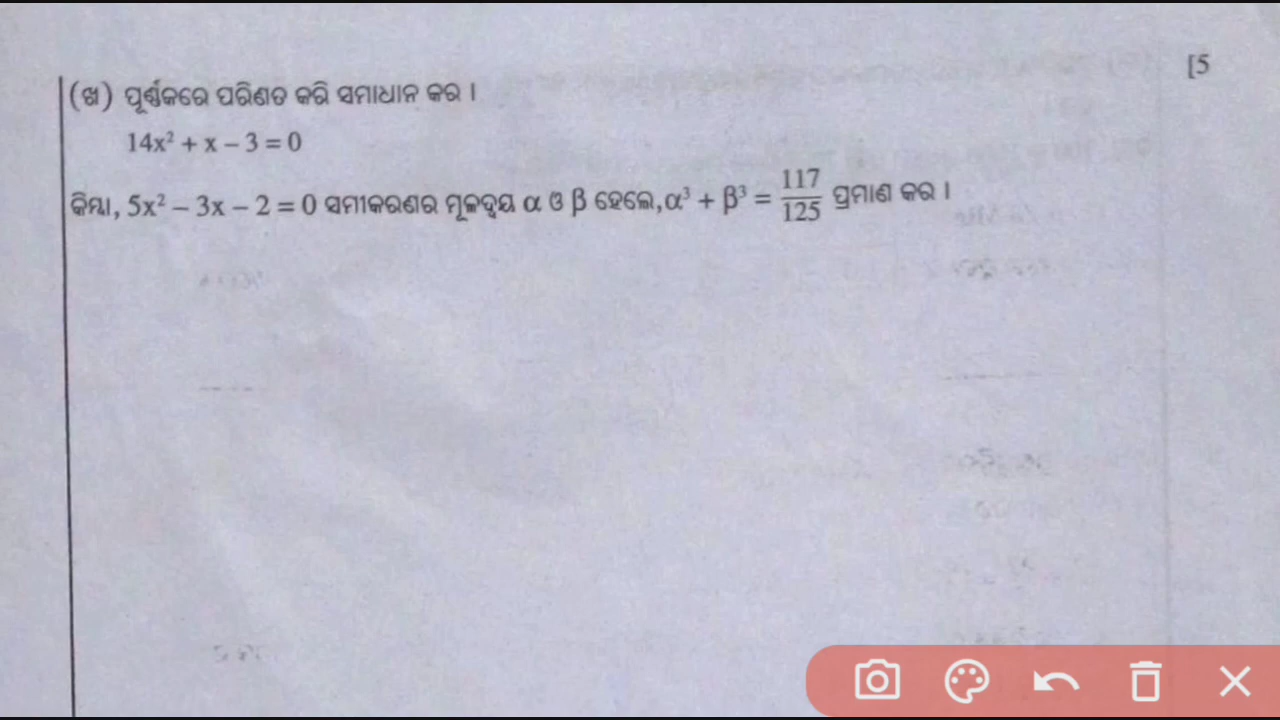 [5
(ଖ) ପୂର୍ଣ୍ଣବର୍ଗରେ ପରିଣତ କରି ସମାଧାନ କର ।
14x² + x – 3 = 0
କିମ୍ବା, 5x² – 3x – 2 = 0 ସମୀକରଣର ମୂଳଦ୍ୱୟ α ଓ β ହେଲେ, α³ + β³ = 117/125 ପ୍ରମାଣ କର ।